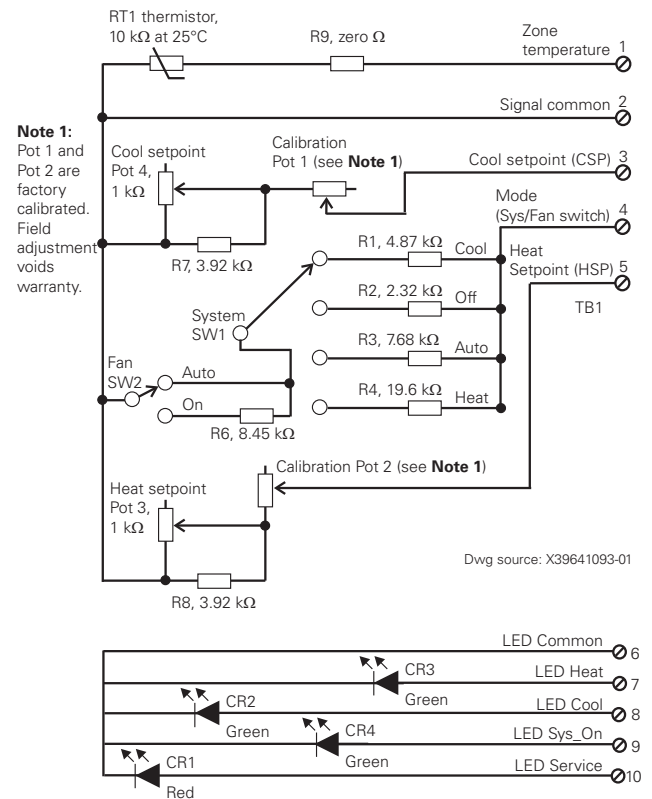 RT1 thermistor,
10 kΩ at 25°C
R9, zero Ω
Zone
temperature 1
Signal common 2
Note 1:
Pot 1 and
Pot 2 are
factory
calibrated.
Field
adjustment
voids
warranty.
Cool setpoint
Pot 4,
1 kΩ
Calibration
Pot 1 (see Note 1)
Cool setpoint (CSP) 3
R7, 3.92 kΩ
Mode
(Sys/Fan switch) 4
R1, 4.87 kΩ Cool
Heat
Setpoint (HSP) 5
TB1
R2, 2.32 kΩ Off
System
SW1
R3, 7.68 kΩ Auto
Fan
SW2
Auto
On
R4, 19.6 kΩ Heat
R6, 8.45 kΩ
Calibration Pot 2 (see Note 1)
Heat setpoint
Pot 3,
1 kΩ
Dwg source: X39641093-01
R8, 3.92 kΩ
LED Common 6
CR3
Green
LED Heat 7
CR2
Green
LED Cool 8
CR4
Green
LED Sys_On 9
CR1
Red
LED Service 10